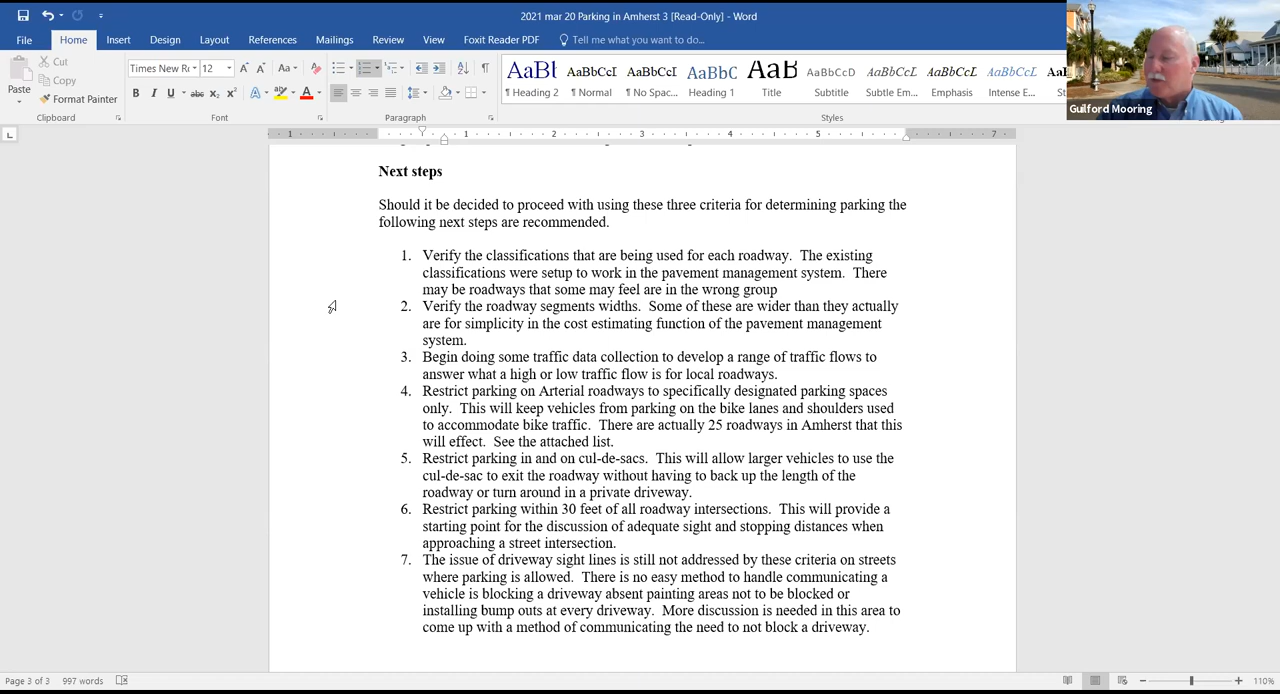 2021 mar 20 Parking in Amherst 3 [Read-Only] - Word
File Home Insert Design Layout References Mailings Review View Foxit Reader PDF Tell me what you want to do...
Paste
Cut
Copy
Format Painter
Clipboard
Times New Ro 12
Font
Paragraph
AaBb AaBbCcI AaBbCcI AaBbC AaB AaBbCcD AaBbCcL AaBbCcL AaBbCcL
¶ Heading 2 ¶ Normal ¶ No Spac... Heading 1 Title Subtitle Subtle Em... Emphasis Intense E...
Styles
Guilford Mooring
1 1 2 3 4 5 7
Next steps
Should it be decided to proceed with using these three criteria for determining parking the
following next steps are recommended.
1. Verify the classifications that are being used for each roadway. The existing
classifications were setup to work in the pavement management system. There
may be roadways that some may feel are in the wrong group
2. Verify the roadway segments widths. Some of these are wider than they actually
are for simplicity in the cost estimating function of the pavement management
system.
3. Begin doing some traffic data collection to develop a range of traffic flows to
answer what a high or low traffic flow is for local roadways.
4. Restrict parking on Arterial roadways to specifically designated parking spaces
only. This will keep vehicles from parking on the bike lanes and shoulders used
to accommodate bike traffic. There are actually 25 roadways in Amherst that this
will effect. See the attached list.
5. Restrict parking in and on cul-de-sacs. This will allow larger vehicles to use the
cul-de-sac to exit the roadway without having to back up the length of the
roadway or turn around in a private driveway.
6. Restrict parking within 30 feet of all roadway intersections. This will provide a
starting point for the discussion of adequate sight and stopping distances when
approaching a street intersection.
7. The issue of driveway sight lines is still not addressed by these criteria on streets
where parking is allowed. There is no easy method to handle communicating a
vehicle is blocking a driveway absent painting areas not to be blocked or
installing bump outs at every driveway. More discussion is needed in this area to
come up with a method of communicating the need to not block a driveway.
Page 3 of 3 997 words
110%